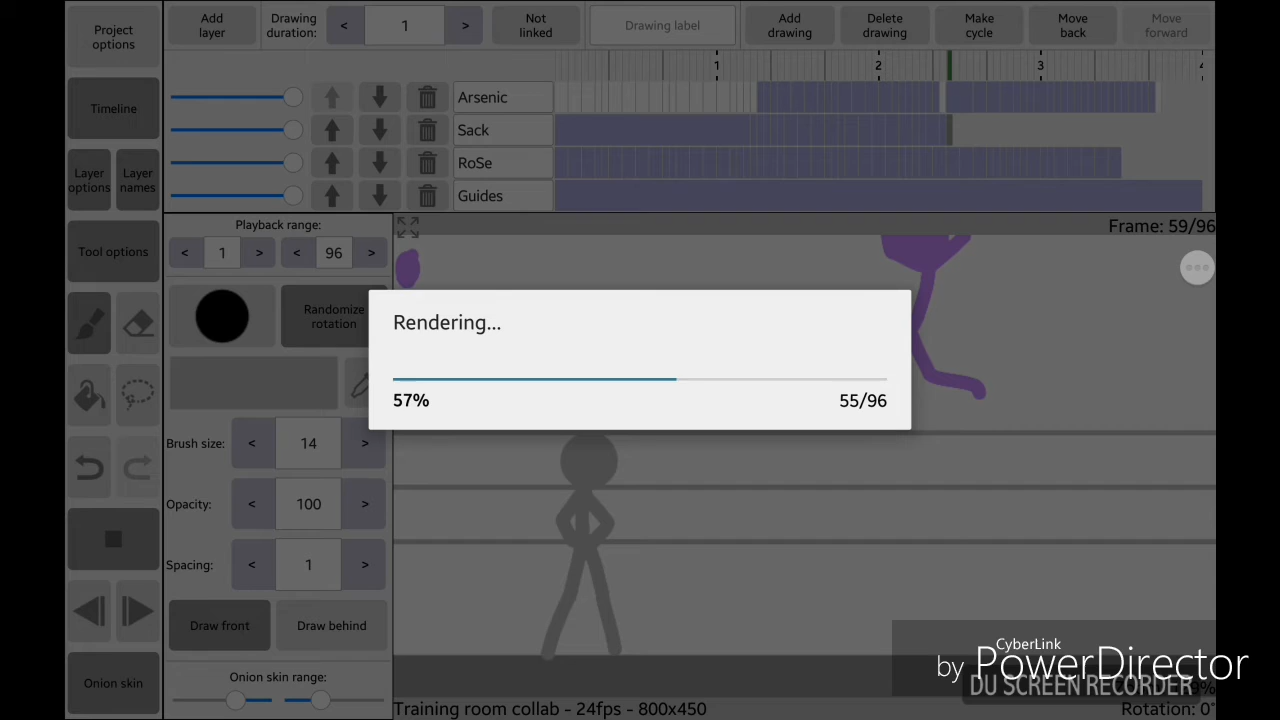 Project options
Add layer
Drawing duration:
<
1
>
Not linked
Drawing label
Add drawing
Delete drawing
Make cycle
Move back
Move forward
1
2
3
4
Timeline
Arsenic
Sack
Layer options
Layer names
RoSe
Guides
Playback range:
Frame: 59/96
Tool options
<
1
>
<
96
>
Randomize rotation
Rendering...
57%
55/96
Brush size:
<
14
>
Opacity:
<
100
>
Spacing:
<
1
>
Draw front
Draw behind
CyberLink
by PowerDirector
DU SCREEN RECORDER
Onion skin
Onion skin range:
Training room collab - 24fps - 800x450
Rotation: 0°